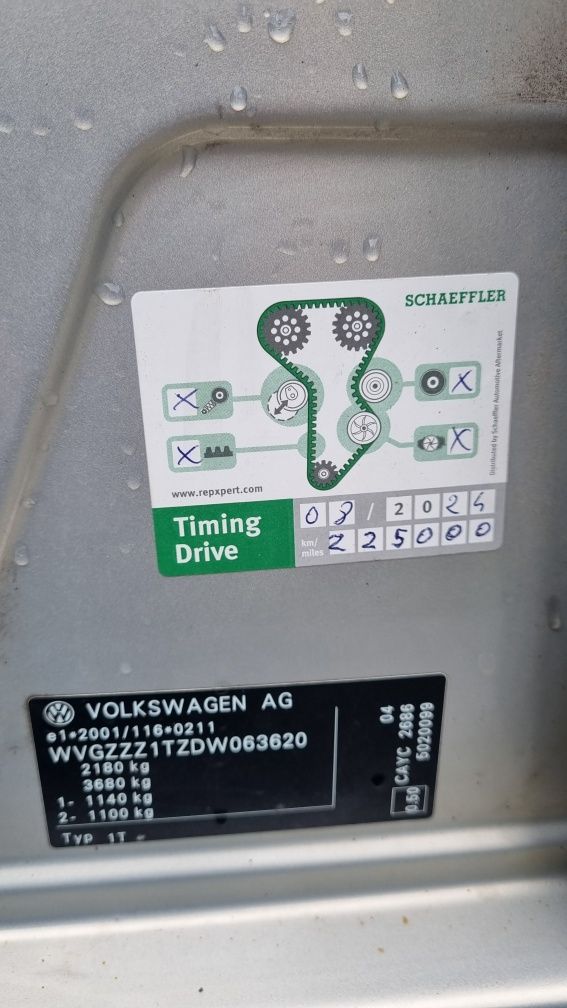 SCHAEFFLER
X
X
X
X
Distributed by Schaeffler Automotive Aftermarket
www.repxpert.com
Timing
Drive
08 / 2024
km/
miles
225000
VOLKSWAGEN AG
e1*2001/116*0211
WVGZZZ1TZDW063620
2180 kg
3680 kg
1- 1140 kg
2- 1100 kg
Typ 1T
04
CAYC 2686
5020099
0.50